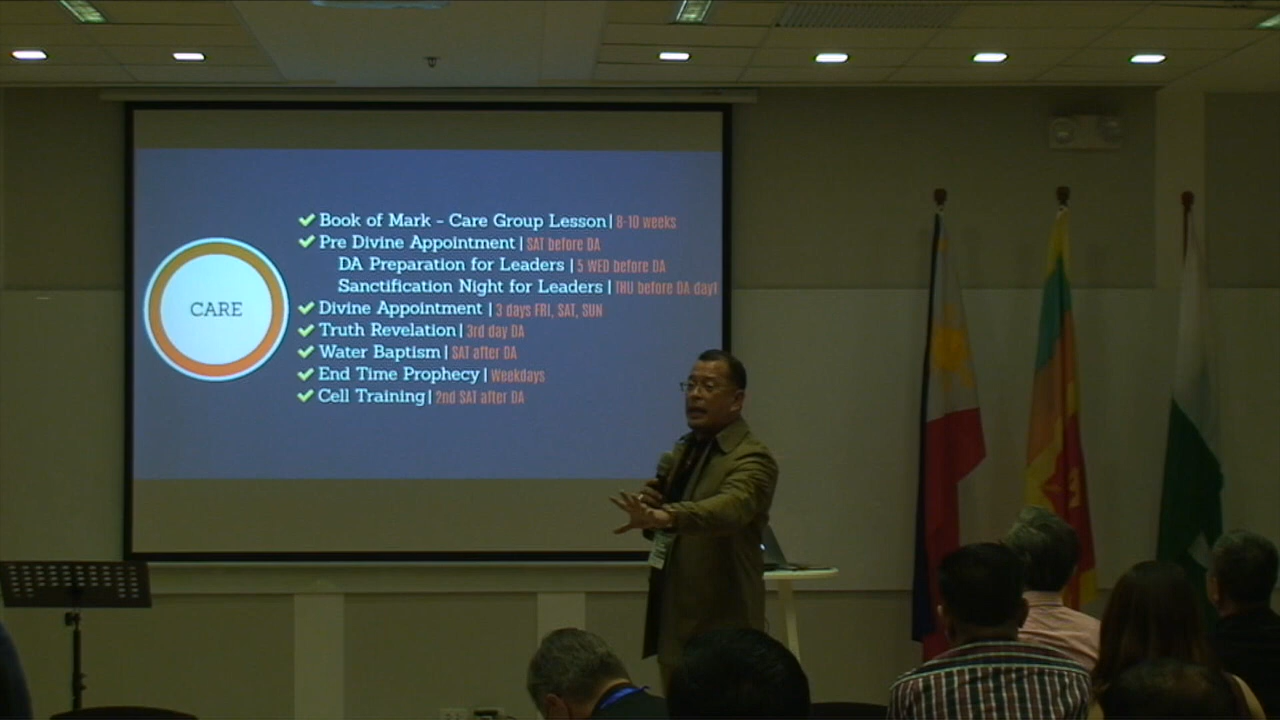 CARE
Book of Mark - Care Group Lesson | 8-10 weeks
Pre Divine Appointment | SAT before DA
DA Preparation for Leaders | 5 WED before DA
Sanctification Night for Leaders | THU before DA day1
Divine Appointment | 3 days FRI, SAT, SUN
Truth Revelation | 3rd day DA
Water Baptism | SAT after DA
End Time Prophecy | Weekdays
Cell Training | 2nd SAT after DA